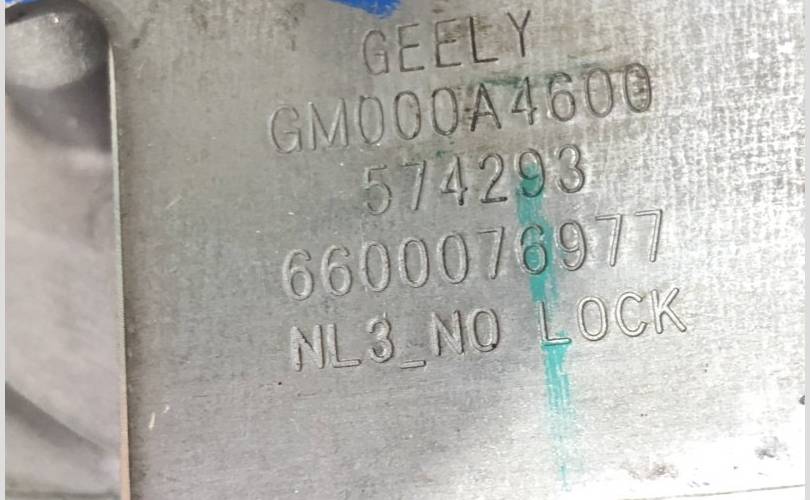 GEELY
GM000A4600
574293
6600076977
NL3_NO LOCK